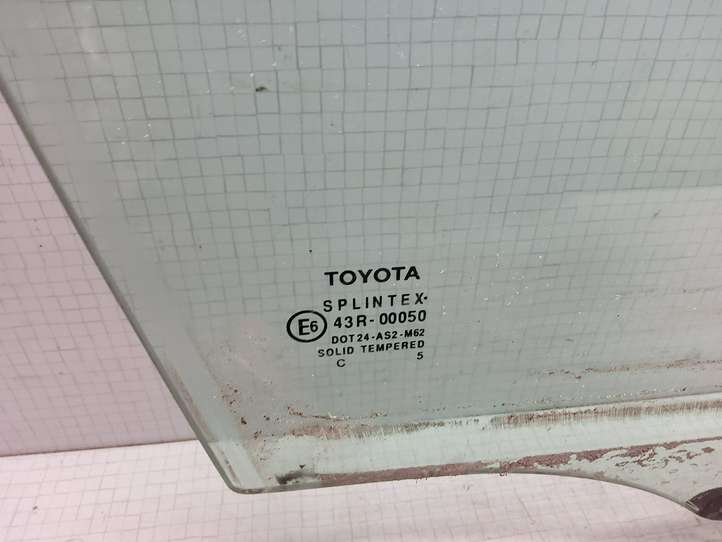 TOYOTA
SPLINTEX
E6 43R-00050
DOT24-AS2-M62
SOLID TEMPERED
C 5